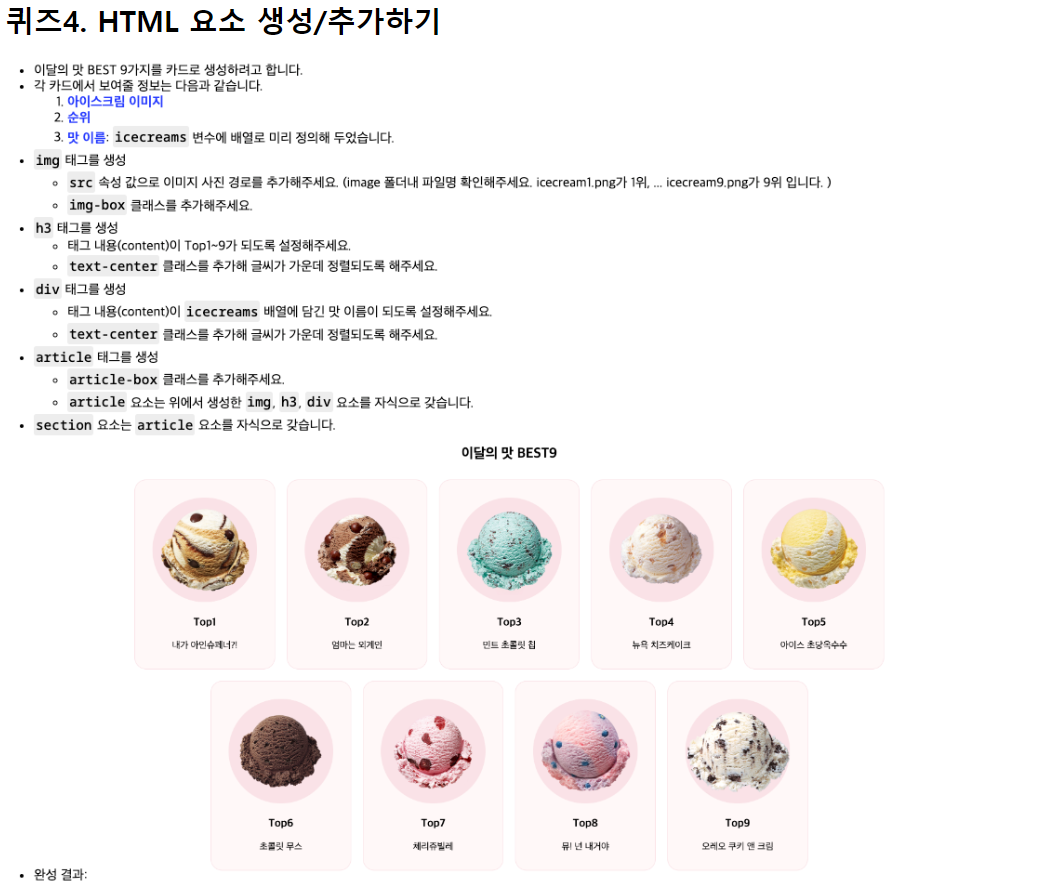 퀴즈4. HTML 요소 생성/추가하기
이달의 맛 BEST 9가지를 카드로 생성하려고 합니다.
각 카드에서 보여줄 정보는 다음과 같습니다.
1. 아이스크림 이미지
2. 순위
3. 맛 이름: icecreams 변수에 배열로 미리 정의해 두었습니다.
img 태그를 생성
src 속성 값으로 이미지 사진 경로를 추가해주세요. (image 폴더내 파일명 확인해주세요. icecream1.png가 1위, ... icecream9.png가 9위 입니다. )
img-box 클래스를 추가해주세요.
h3 태그를 생성
태그 내용(content)이 Top1~9가 되도록 설정해주세요.
text-center 클래스를 추가해 글씨가 가운데 정렬되도록 해주세요.
div 태그를 생성
태그 내용(content)이 icecreams 배열에 담긴 맛 이름이 되도록 설정해주세요.
text-center 클래스를 추가해 글씨가 가운데 정렬되도록 해주세요.
article 태그를 생성
article-box 클래스를 추가해주세요.
article 요소는 위에서 생성한 img, h3, div 요소를 자식으로 갖습니다.
section 요소는 article 요소를 자식으로 갖습니다.
이달의 맛 BEST9
Top1 Top2 Top3 Top4 Top5
내가 아인슈페너?! 엄마는 외계인 민트 초콜릿 칩 뉴욕 치즈케이크 아이스 초당옥수수
Top6 Top7 Top8 Top9
초콜릿 무스 체리쥬빌레 뮤! 넌 내거야 오레오 쿠키 앤 크림
완성 결과: